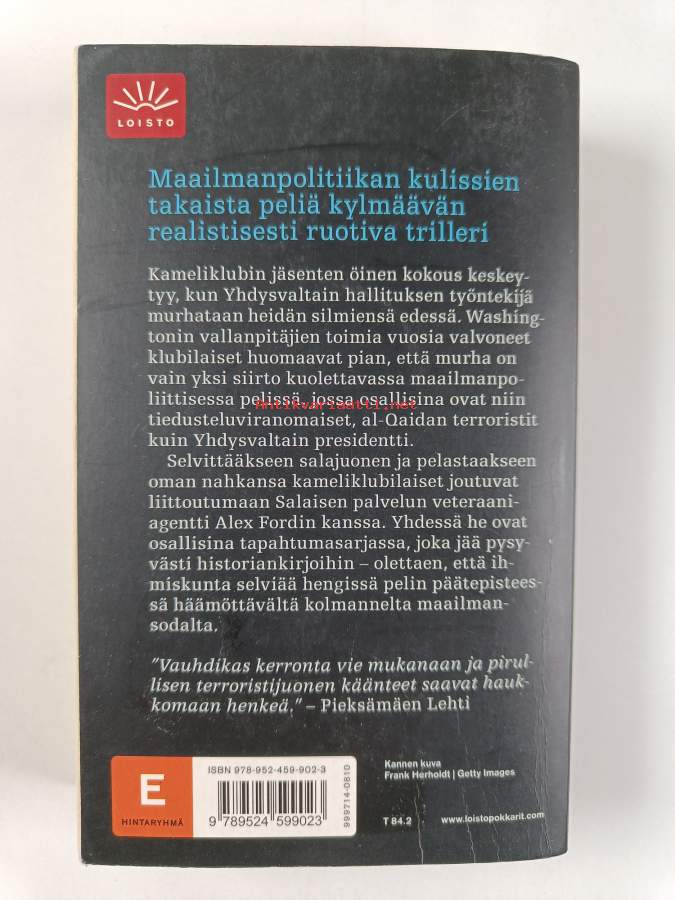 LOISTO
Maailmanpolitiikan kulissien
takaista peliä kylmäävän
realistisesti ruotiva trilleri
Kameliklubin jäsenten öinen kokous keskey-
tyy, kun Yhdysvaltain hallituksen työntekijä
murhataan heidän silmiensä edessä. Washing-
tonin vallanpitäjien toimia vuosia valvoneet
klubilaiset huomaavat pian, että murha on
vain yksi siirto kuolettavassa maailmanpo-
liittisessa pelissä, jossa osallisina ovat niin
Antikvariaatti.net
tiedusteluviranomaiset, al-Qaidan terroristit
kuin Yhdysvaltain presidentti.
Selvittääkseen salajuonen ja pelastaakseen
oman nahkansa kameliklubilaiset joutuvat
liittoutumaan Salaisen palvelun veteraani-
agentti Alex Fordin kanssa. Yhdessä he ovat
osallisina tapahtumasarjassa, joka jää pysy-
västi historiankirjoihin – olettaen, että ih-
miskunta selviää hengissä pelin päätepistees-
sä häämöttävältä kolmannelta maailman-
sodalta.
"Vauhdikas kerronta vie mukanaan ja pirul-
lisen terroristijuonen käänteet saavat hauk-
komaan henkeä." – Pieksämäen Lehti
E
HINTARYHMÄ
ISBN 978-952-459-902-3
9 789524 599023
999714-0810
Kannen kuva
Frank Herholdt | Getty Images
T 84.2
www.loistopokkarit.com